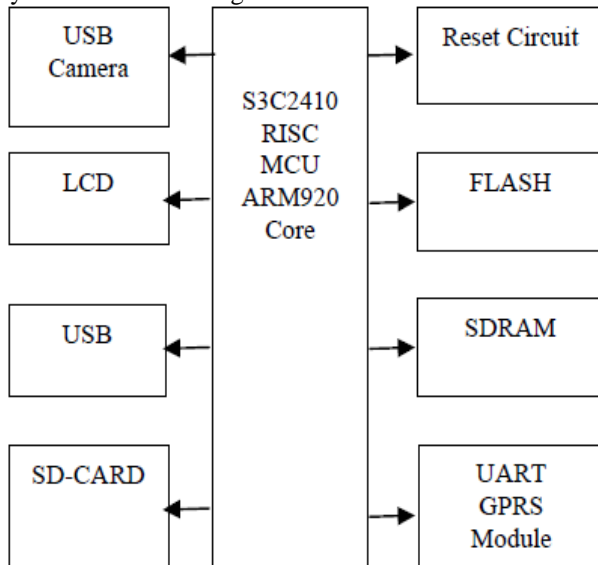 USB
Camera
LCD
USB
SD-CARD
S3C2410
RISC
MCU
ARM920
Core
Reset Circuit
FLASH
SDRAM
UART
GPRS
Module